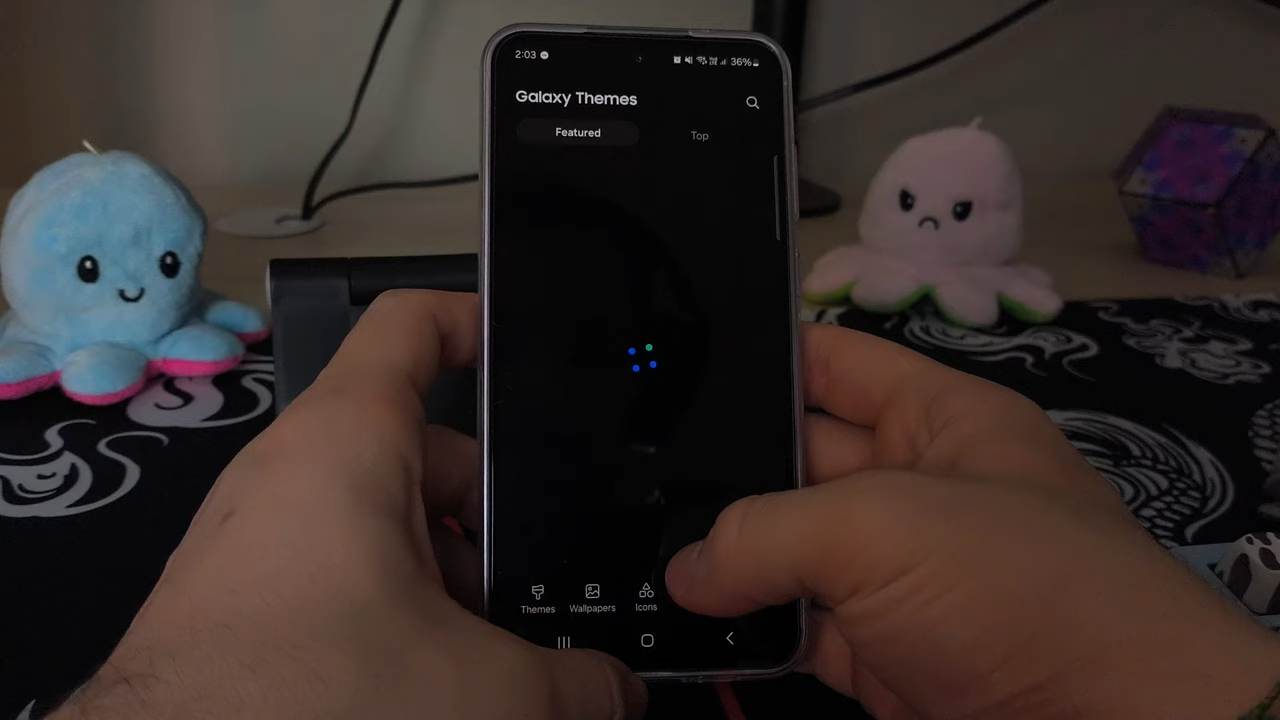 2:03
36%
Galaxy Themes
Featured
Top
Themes
Wallpapers
Icons